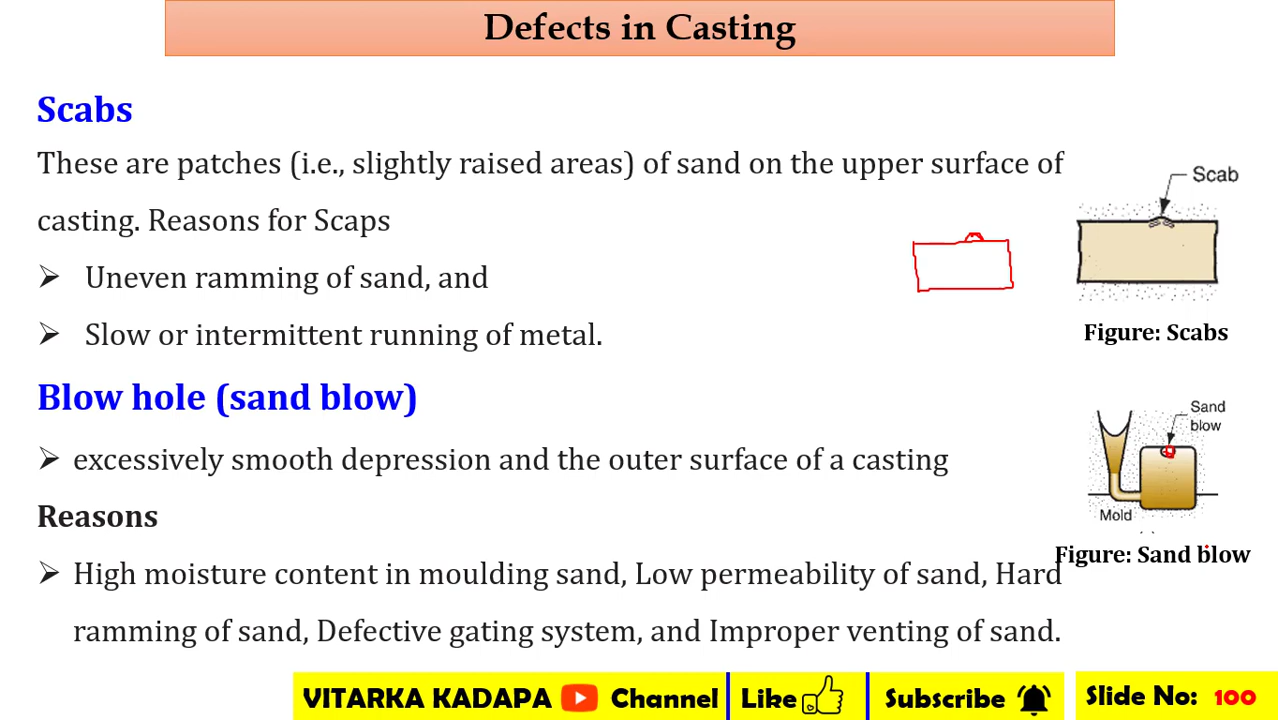 Defects in Casting
Scabs
These are patches (i.e., slightly raised areas) of sand on the upper surface of
casting. Reasons for Scaps
➢ Uneven ramming of sand, and
➢ Slow or intermittent running of metal.
Scab
Figure: Scabs
Blow hole (sand blow)
➢ excessively smooth depression and the outer surface of a casting
Reasons
➢ High moisture content in moulding sand, Low permeability of sand, Hard
ramming of sand, Defective gating system, and Improper venting of sand.
Sand
blow
Mold
Figure: Sand blow
VITARKA KADAPA Channel Like Subscribe Slide No: 100